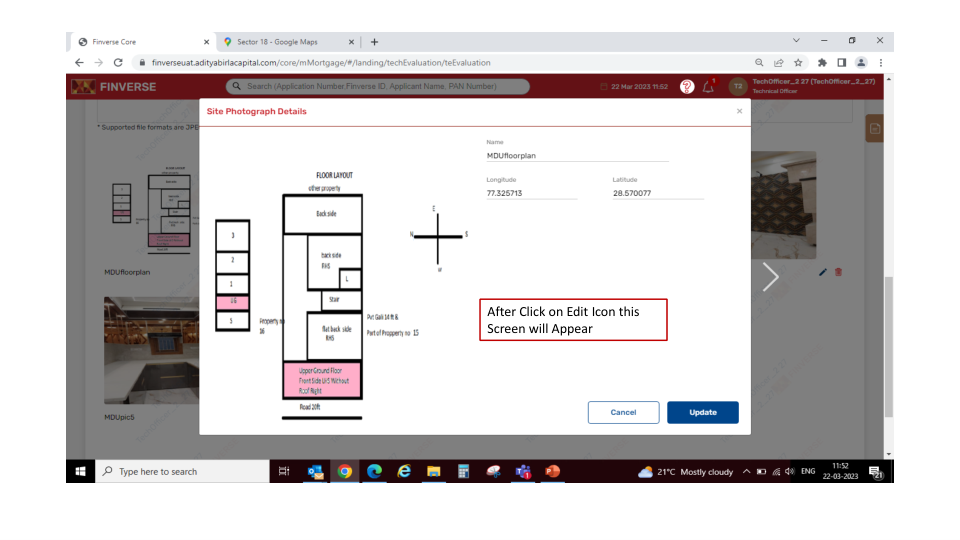 Finverse Core
Sector 18 - Google Maps
finverseuat.adityabirlacapital.com/core/mMortgage/#/landing/techEvaluation/teEvaluation
FINVERSE
Search (Application Number,Finverse ID, Applicant Name, PAN Number)
22 Mar 2023 11:52
1
T2
TechOfficer_2 27 (TechOfficer_2_27)
Technical Officer
Site Photograph Details
* Supported file formats are JPE
Name
MDUfloorplan
Longitude
Latitude
77.325713
28.570077
FLOOR LAYOUT
other property
Back side
E
N
S
W
3
2
1
16
5
back side
RHS
L
Stair
Property no
16
flat back side
RHS
Pvt Gali 14 ft &
Part of Propperty no 15
Upper Ground Floor
Front Side LHS Without
Roof Right
Road 20ft
MDUfloorplan
MDUpic5
After Click on Edit Icon this
Screen will Appear
Cancel
Update
Type here to search
21°C Mostly cloudy
ENG
11:52
22-03-2023
21